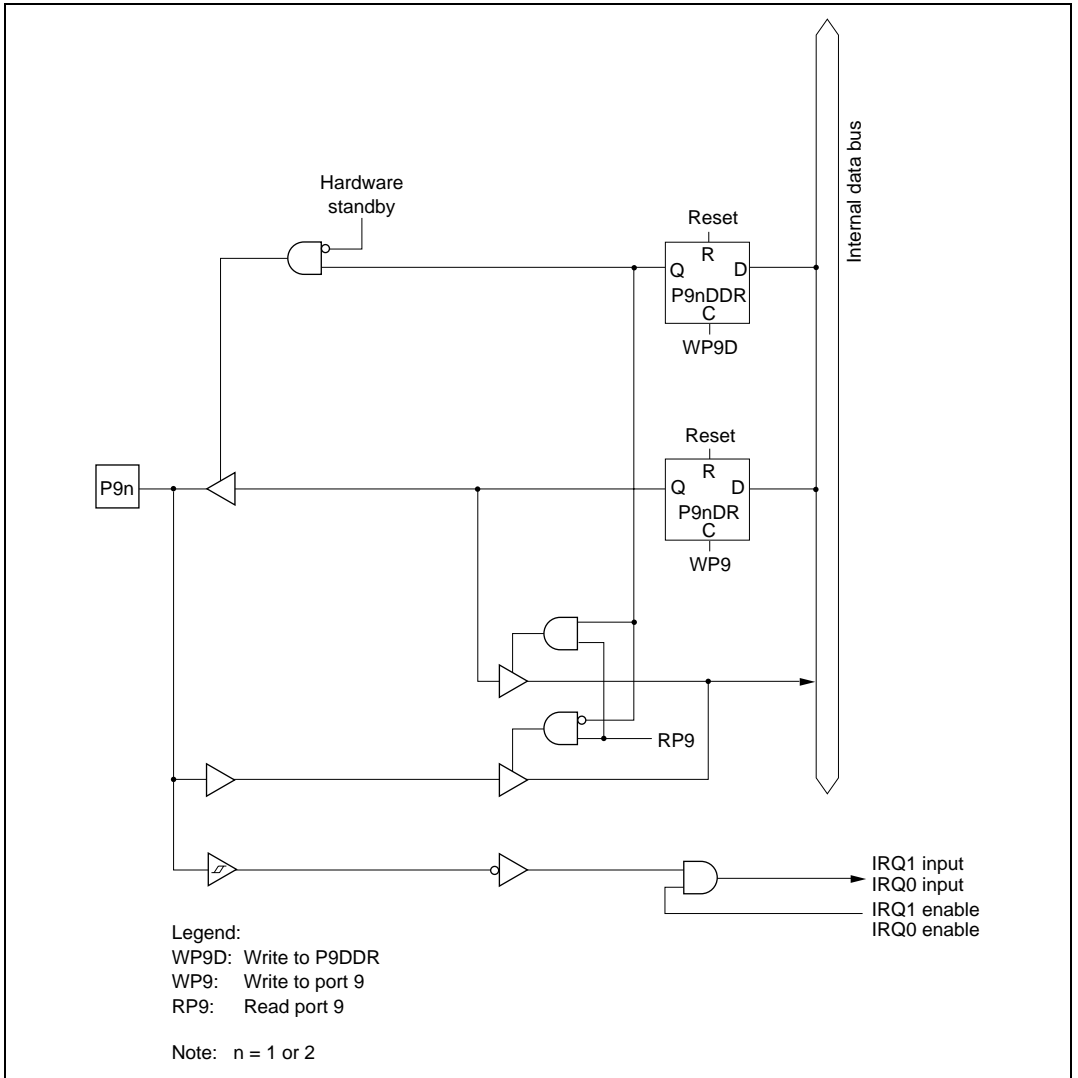 Hardware
standby
Reset
R
Q D
P9nDDR
C
WP9D
Internal data bus
Reset
R
P9n
Q D
P9nDR
C
WP9
RP9
IRQ1 input
IRQ0 input
IRQ1 enable
IRQ0 enable
Legend:
WP9D: Write to P9DDR
WP9: Write to port 9
RP9: Read port 9
Note: n = 1 or 2